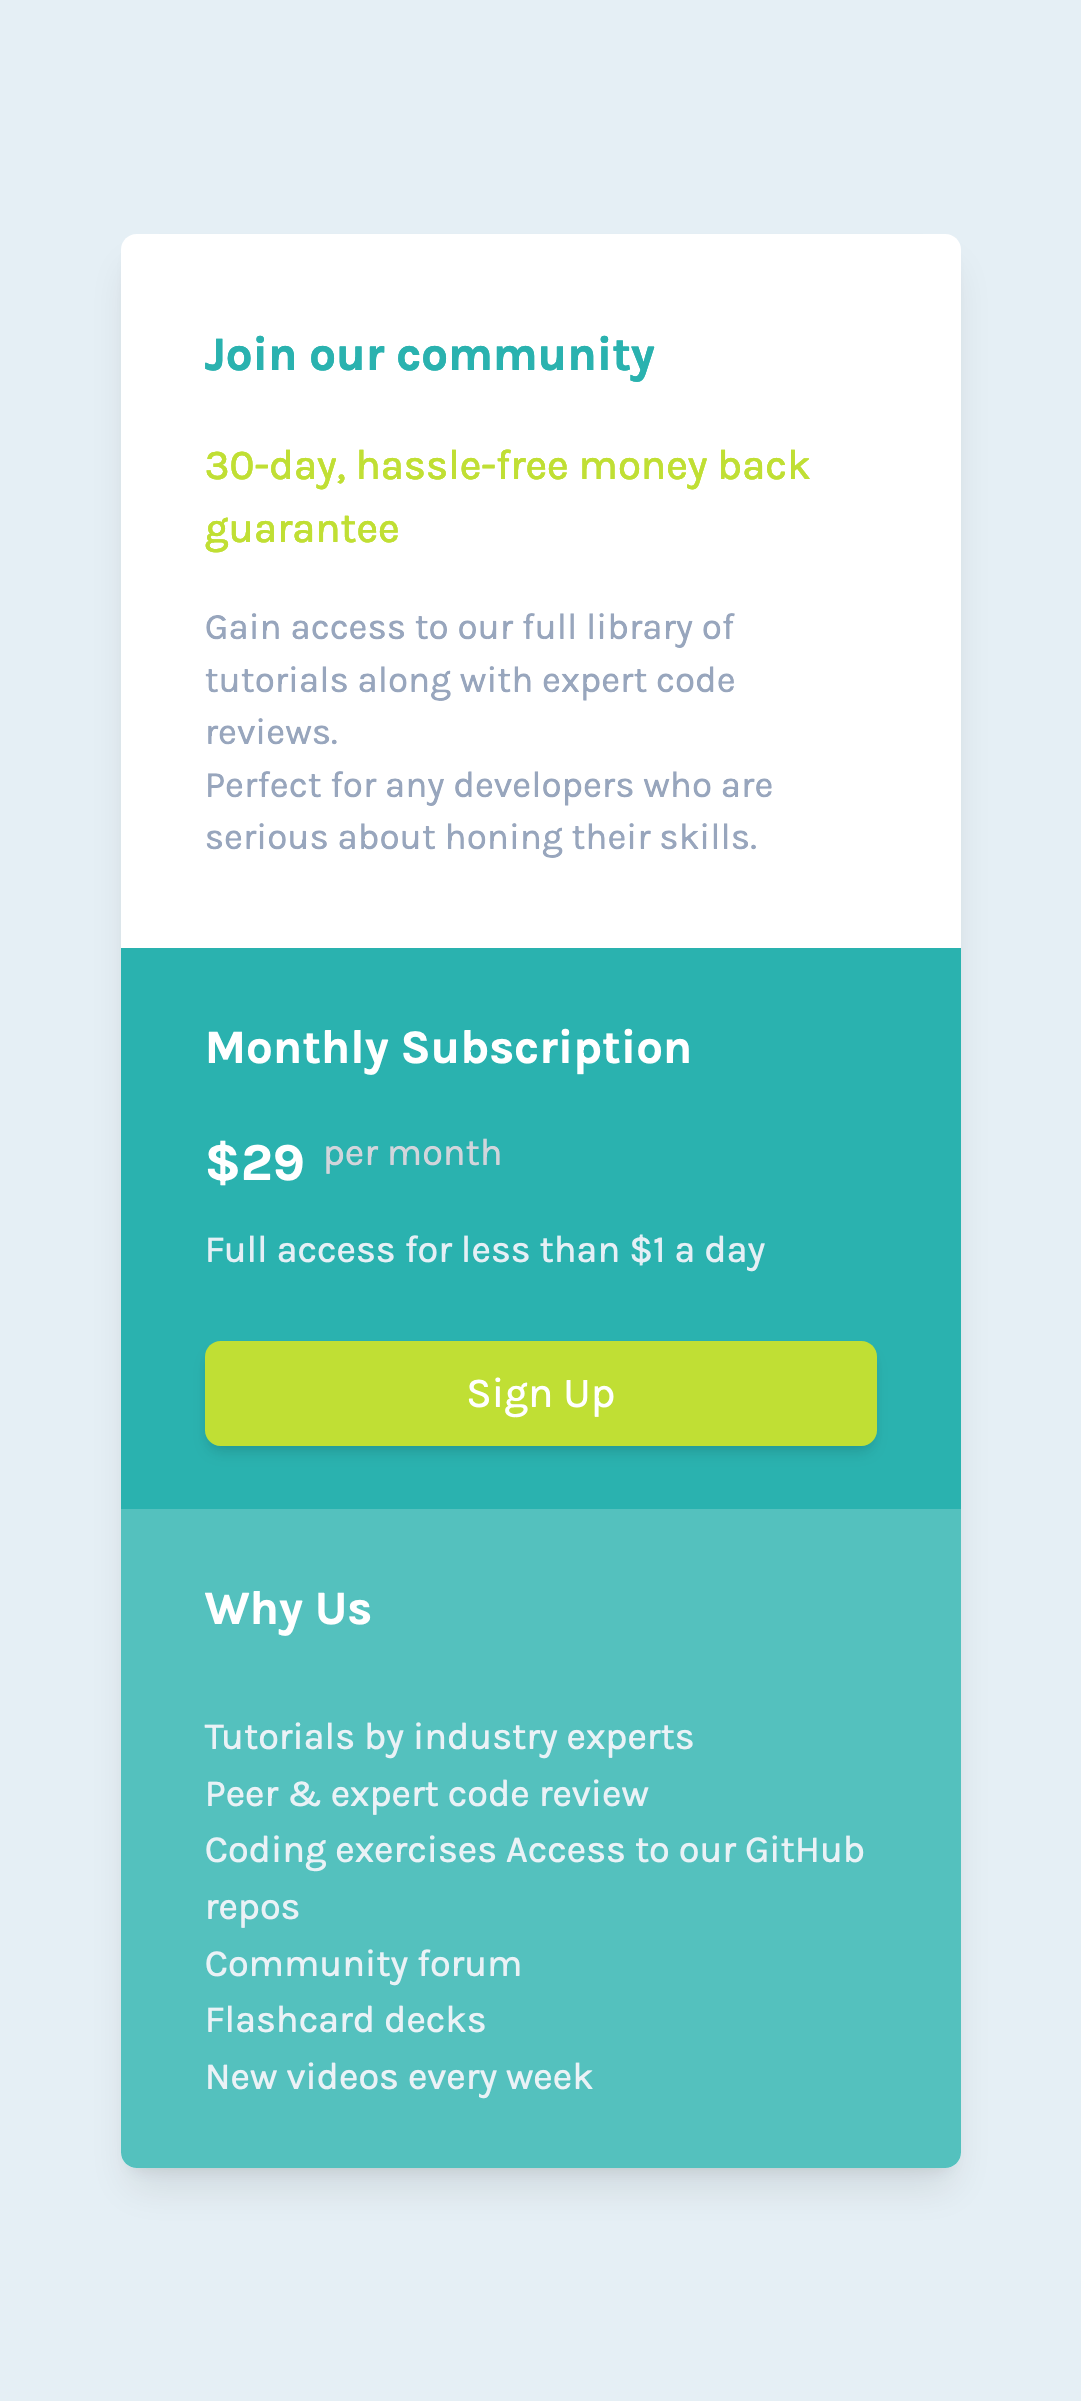 Join our community
30-day, hassle-free money back
guarantee
Gain access to our full library of
tutorials along with expert code
reviews.
Perfect for any developers who are
serious about honing their skills.
Monthly Subscription
$29 per month
Full access for less than $1 a day
Sign Up
Why Us
Tutorials by industry experts
Peer & expert code review
Coding exercises Access to our GitHub
repos
Community forum
Flashcard decks
New videos every week